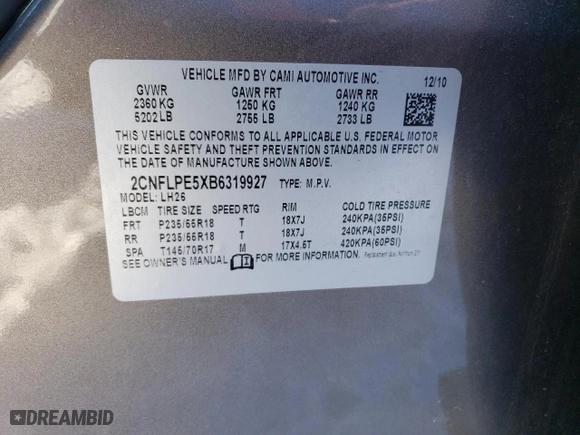 VEHICLE MFD BY CAMI AUTOMOTIVE INC. 12/10
GVWR GAWR FRT GAWR RR
2360 KG 1250 KG 1240 KG
5202 LB 2755 LB 2733 LB
THIS VEHICLE CONFORMS TO ALL APPLICABLE U.S. FEDERAL MOTOR
VEHICLE SAFETY AND THEFT PREVENTION STANDARDS IN EFFECT ON THE
DATE OF MANUFACTURE SHOWN ABOVE.
2CNFLPE5XB6319927 TYPE: M.P.V.
MODEL: LH26
LBCM TIRE SIZE SPEED RTG RIM COLD TIRE PRESSURE
FRT P235/55R18 T 18X7J 240KPA(35PSI)
RR P235/55R18 T 18X7J 240KPA(35PSI)
SPA T145/70R17 M 17X4.5T 420KPA(60PSI)
SEE OWNER'S MANUAL FOR MORE INFORMATION.
DREAMBID